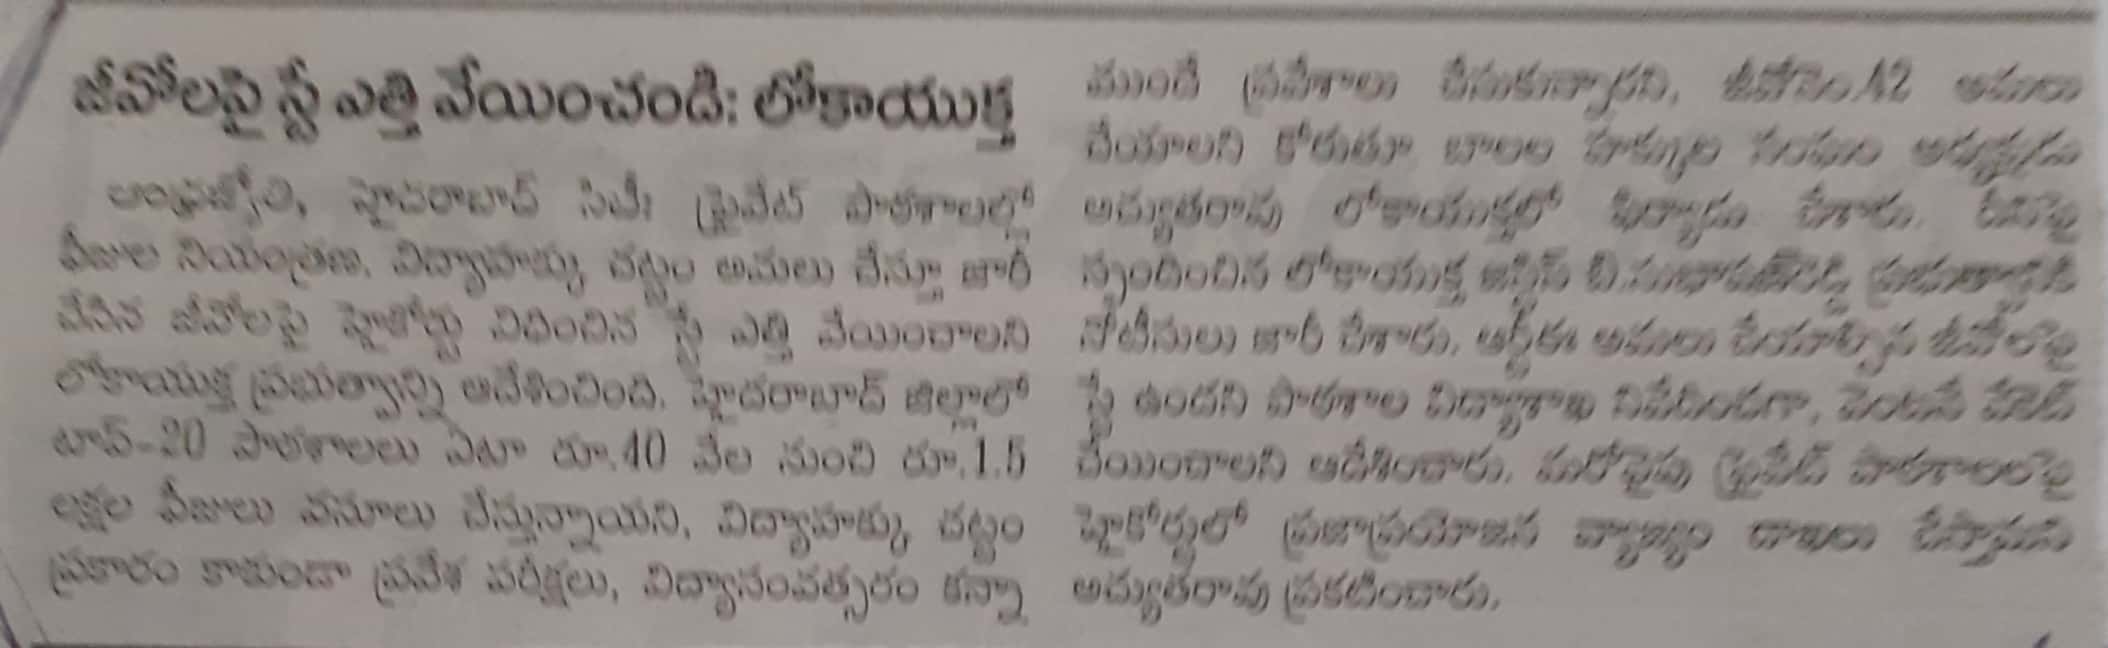 జీవోలపై స్టే ఎత్తి వేయించండి: లోకాయుక్త
ఆంధ్రజ్యోతి, హైదరాబాద్ సిటీ: ప్రైవేట్ పాఠశాలల్లో
ఫీజుల నియంత్రణ, విద్యాహక్కు చట్టం అమలు చేస్తూ జారీ
చేసిన జీవోలపై హైకోర్టు విధించిన స్టే ఎత్తి వేయించాలని
లోకాయుక్త ప్రభుత్వాన్ని ఆదేశించింది. హైదరాబాద్ జిల్లాలో
టాప్-20 పాఠశాలలు ఏటా రూ.40 వేల నుంచి రూ.1.5
లక్షల ఫీజులు వసూలు చేస్తున్నాయని, విద్యాహక్కు చట్టం
ప్రకారం కాకుండా ప్రవేశ పరీక్షలు, విద్యాసంవత్సరం కన్నా
ముందే ప్రవేశాలు చేసుకున్నారని, జీవోనెం.42 అమలు
చేయాలని కోరుతూ బాలల హక్కుల సంఘం అధ్యక్షుడు
అచ్యుతరావు లోకాయుక్తలో ఫిర్యాదు చేశారు. దీనిపై
స్పందించిన లోకాయుక్త జస్టిస్ బి.సుభాషణ్‌రెడ్డి ప్రభుత్వానికి
నోటీసులు జారీ చేశారు. ఆర్టీఈ అమలు చేయాల్సిన జీవోలపై
స్టే ఉందని పాఠశాల విద్యాశాఖ నివేదించగా, వెంటనే వెకెట్
చేయించాలని ఆదేశించారు. మరోవైపు ప్రైవేట్ పాఠశాలలపై
హైకోర్టులో ప్రజాప్రయోజన వ్యాజ్యం దాఖలు చేస్తామని
అచ్యుతరావు ప్రకటించారు.